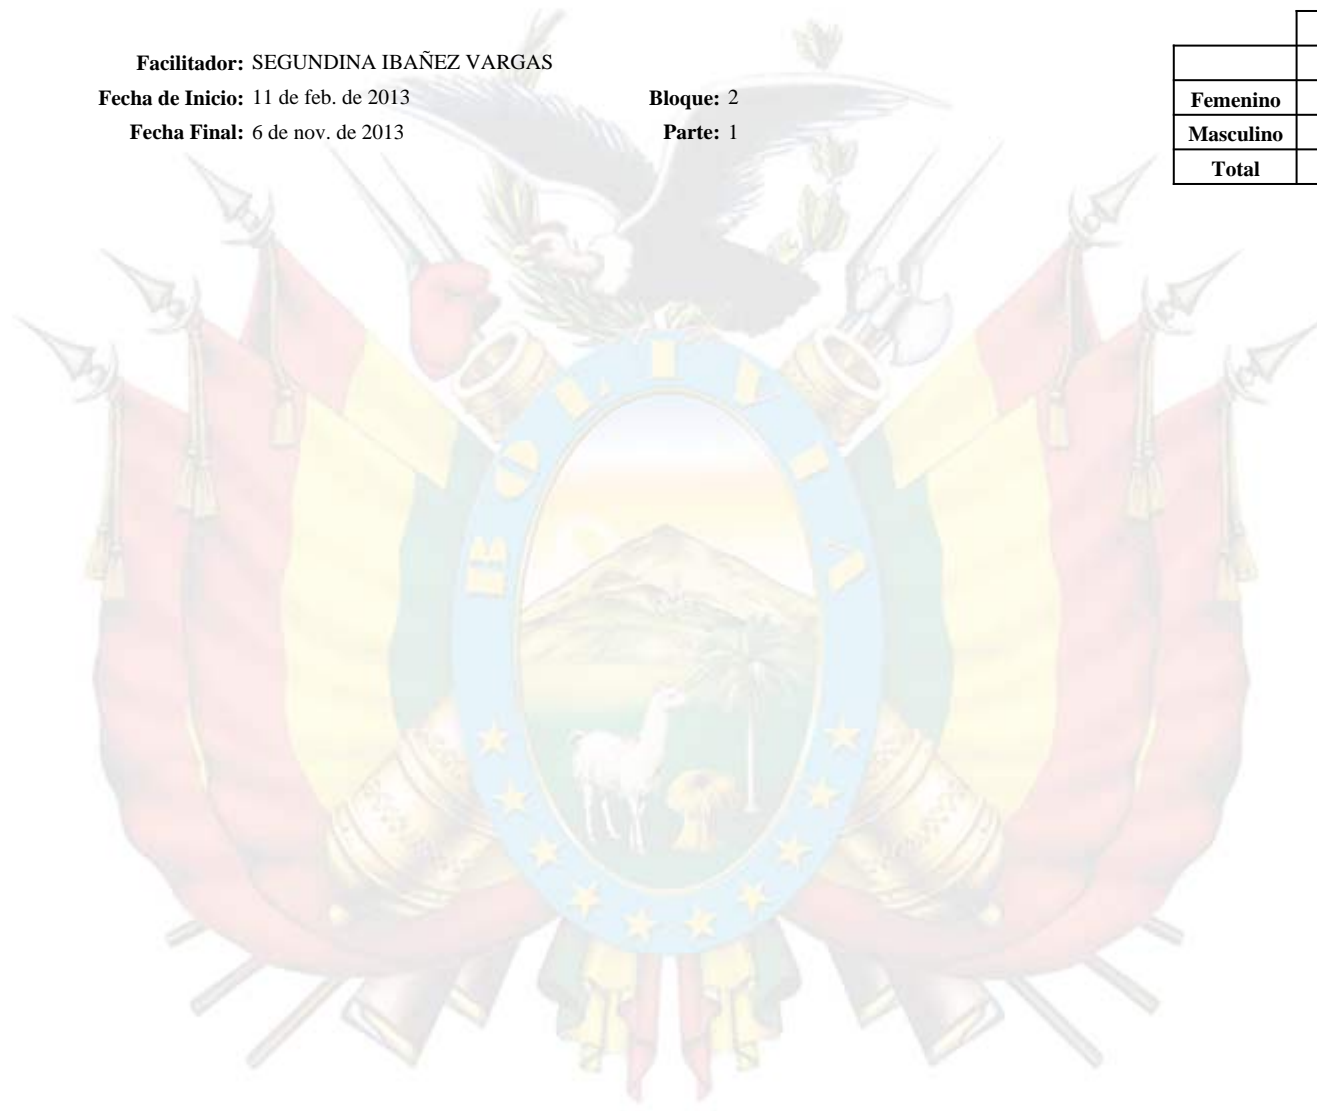 Facilitador: SEGUNDINA IBAÑEZ VARGAS
Fecha de Inicio: 11 de feb. de 2013
Bloque: 2
Fecha Final: 6 de nov. de 2013
Parte: 1
Femenino
Masculino
Total
BOLIVIA